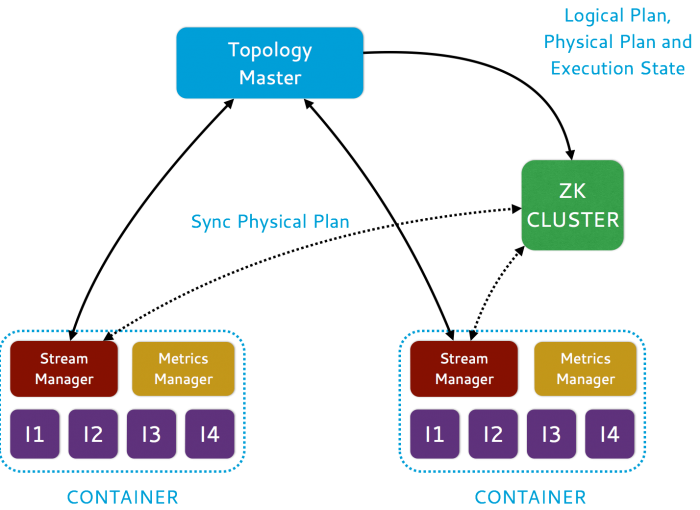 Logical Plan,
Physical Plan and
Execution State
Topology
Master
ZK
CLUSTER
Sync Physical Plan
Stream
Manager
Metrics
Manager
I1 I2 I3 I4
CONTAINER
Stream
Manager
Metrics
Manager
I1 I2 I3 I4
CONTAINER